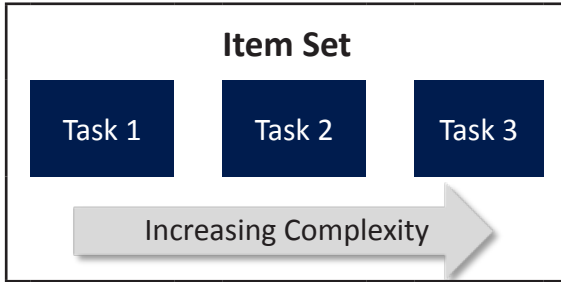 Item Set
Task 1
Task 2
Task 3
Increasing Complexity